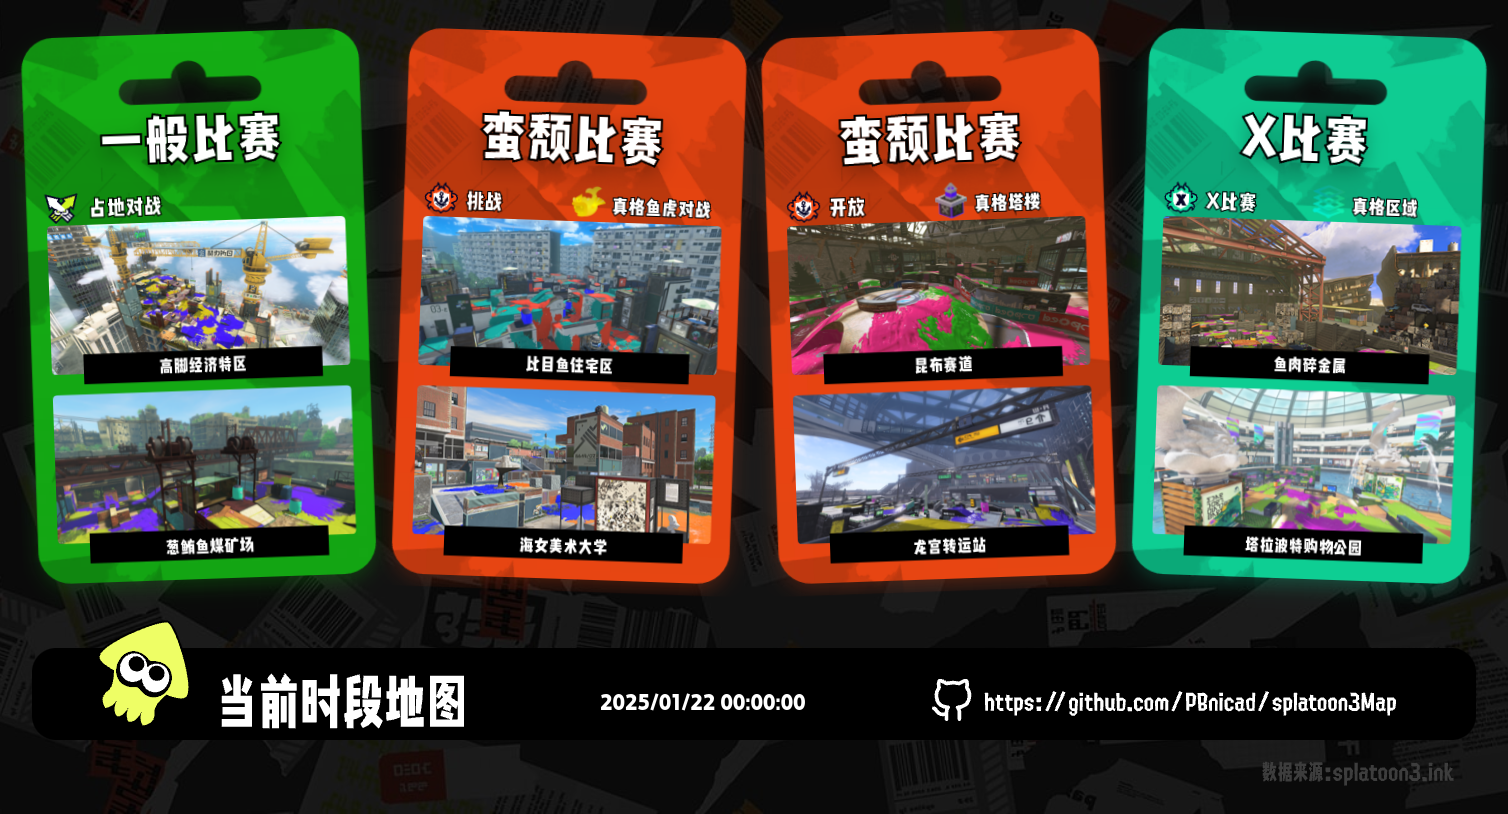 一般比赛
占地对战
高脚经济特区
葱鲔鱼煤矿场
蛮颓比赛
挑战
真格鱼虎对战
比目鱼住宅区
海女美术大学
蛮颓比赛
开放
真格塔楼
昆布赛道
龙宫转运站
X比赛
X比赛
真格区域
鱼肉碎金属
塔拉波特购物公园
当前时段地图
2025/01/22 00:00:00
https://github.com/PBnicad/splatoon3Map
数据来源:splatoon3.ink